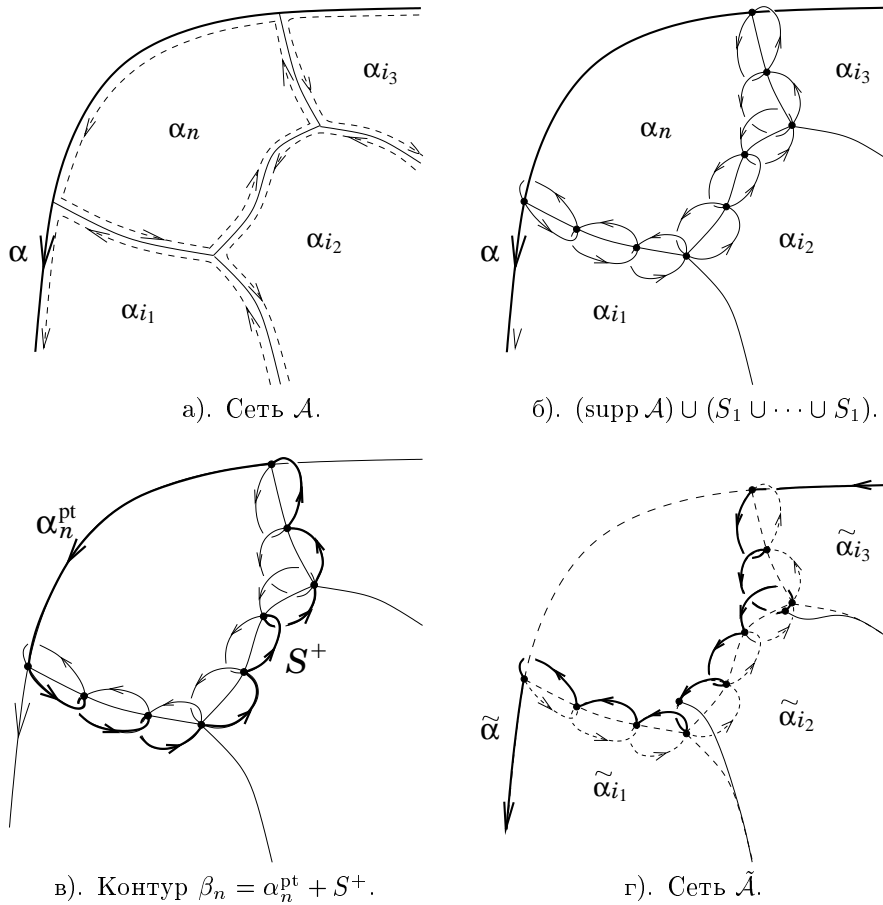 α_{i_3}
α_n
α
α_{i_2}
α_{i_1}
а). Сеть 𝒜.
α_{i_3}
α_n
α
α_{i_2}
α_{i_1}
б). (supp 𝒜) ∪ (S_1 ∪ ⋯ ∪ S_1).
α_n^{pt}
S^+
в). Контур β_n = α_n^{pt} + S^+.
α̃_{i_3}
α̃
α̃_{i_2}
α̃_{i_1}
г). Сеть 𝒜̃.